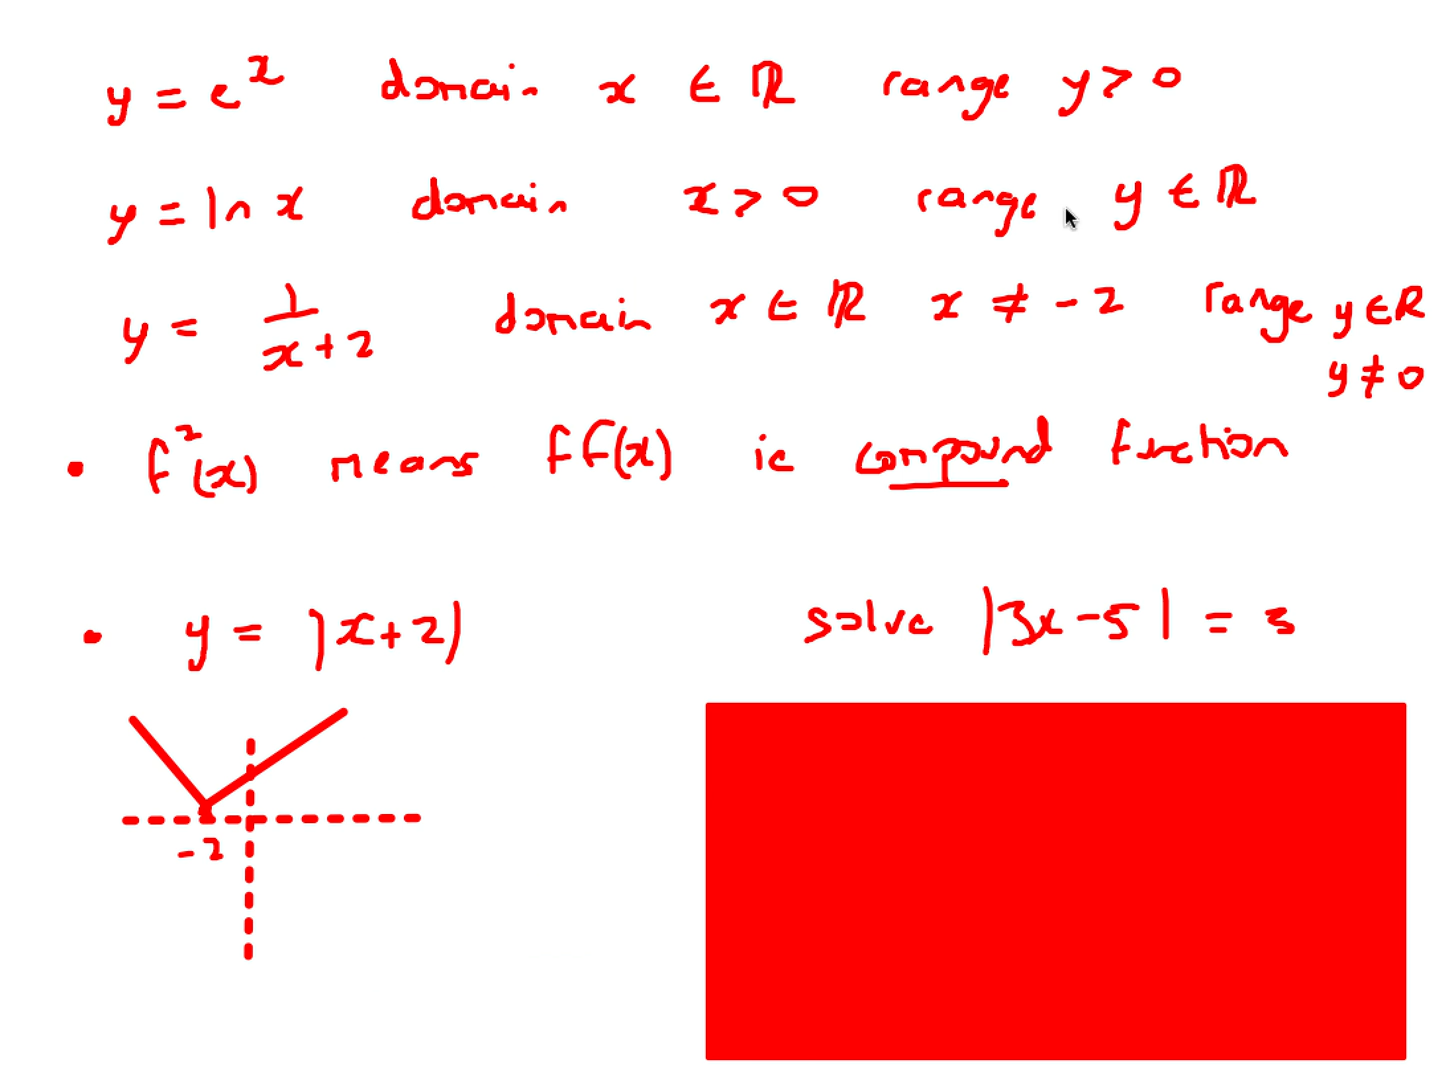 y = e^x domain x ∈ ℝ range y > 0
y = ln x domain x > 0 range y ∈ ℝ
y = 1/(x+2) domain x ∈ ℝ x ≠ -2 range y ∈ ℝ
y ≠ 0
• f²(x) means ff(x) ie compound function
• y = |x+2|
solve |3x-5| = 3
-2